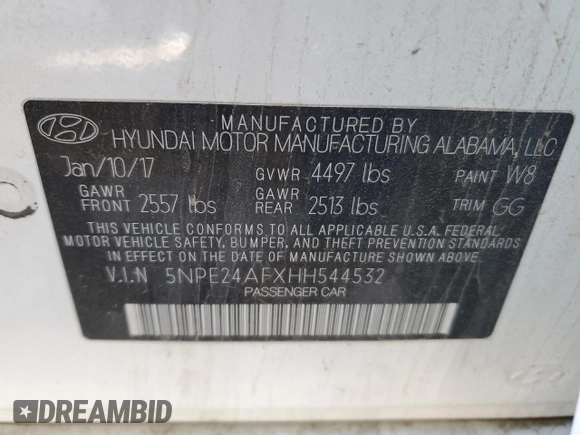 MANUFACTURED BY
HYUNDAI MOTOR MANUFACTURING ALABAMA, LLC
Jan/10/17 GVWR 4497 lbs PAINT W8
GAWR FRONT 2557 lbs GAWR REAR 2513 lbs TRIM GG
THIS VEHICLE CONFORMS TO ALL APPLICABLE U.S.A. FEDERAL
MOTOR VEHICLE SAFETY, BUMPER, AND THEFT PREVENTION STANDARDS
IN EFFECT ON THE DATE OF MANUFACTURE SHOWN ABOVE.
V.I.N 5NPE24AFXHH544532
PASSENGER CAR
DREAMBID